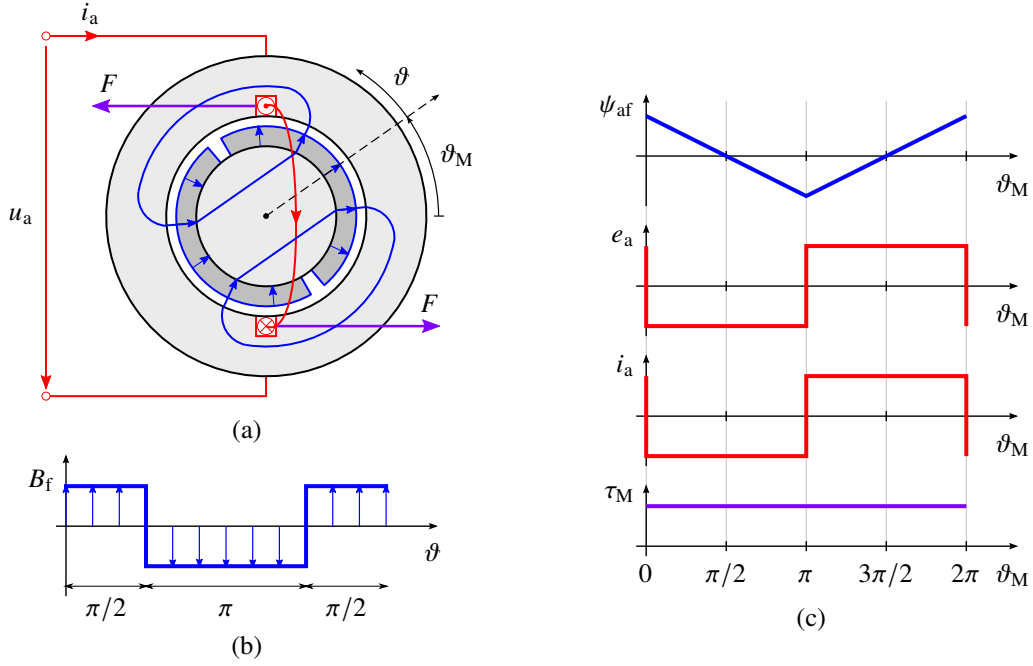 i_a
F
ϑ
ϑ_M
u_a
F
(a)
B_f
ϑ
π/2 π π/2
(b)
ψ_af
ϑ_M
e_a
ϑ_M
i_a
ϑ_M
τ_M
0 π/2 π 3π/2 2π ϑ_M
(c)